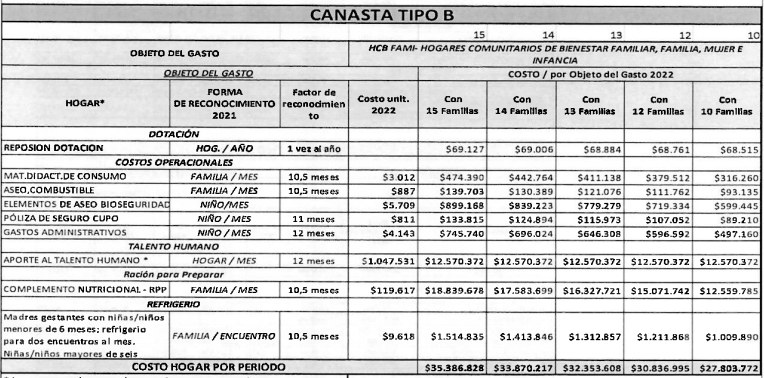 CANASTA TIPO B
15 14 13 12 10
OBJETO DEL GASTO HCB FAMI- HOGARES COMUNITARIOS DE BIENESTAR FAMILIAR, FAMILIA, MUJER E
INFANCIA
OBJETO DEL GASTO COSTO / por Objeto del Gasto 2022
HOGAR* FORMA DE RECONOCIMIENTO 2021 Factor de reconocimien to Costo unit. 2022 Con 15 Familias Con 14 Familias Con 13 Familias Con 12 Familias Con 10 Familias
DOTACIÓN
REPOSION DOTACION HOG. / AÑO 1 vez al año $69.127 $69.006 $68.884 $68.761 $68.515
COSTOS OPERACIONALES
MAT.DIDACT.DE CONSUMO FAMILIA / MES 10,5 meses $3.012 $474.390 $442.764 $411.138 $379.512 $316.260
ASEO,COMBUSTIBLE FAMILIA / MES 10,5 meses $887 $139.703 $130.389 $121.076 $111.762 $93.135
ELEMENTOS DE ASEO BIOSEGURIDAD NIÑO/MES $5.709 $899.168 $839.223 $779.279 $719.334 $599.445
PÓLIZA DE SEGURO CUPO NIÑO / MES 11 meses $811 $133.815 $124.894 $115.973 $107.052 $89.210
GASTOS ADMINISTRATIVOS NIÑO / MES 12 meses $4.143 $745.740 $696.024 $646.308 $596.592 $497.160
TALENTO HUMANO
APORTE AL TALENTO HUMANO * HOGAR / MES 12 meses $1.047.531 $12.570.372 $12.570.372 $12.570.372 $12.570.372 $12.570.372
Ración para Preparar
COMPLEMENTO NUTRICIONAL - RPP FAMILIA / MES 10,5 meses $119.617 $18.839.678 $17.583.699 $16.327.721 $15.071.742 $12.559.785
REFRIGERIO
Madres gestantes con niñas/niños
menores de 6 meses; refrigerio
para dos encuentros al mes. FAMILIA / ENCUENTRO 10,5 meses $9.618 $1.514.835 $1.413.846 $1.312.857 $1.211.868 $1.009.890
Niñas/niños mayores de seis
COSTO HOGAR POR PERIODO $35.386.828 $33.870.217 $32.353.608 $30.836.995 $27.803.772